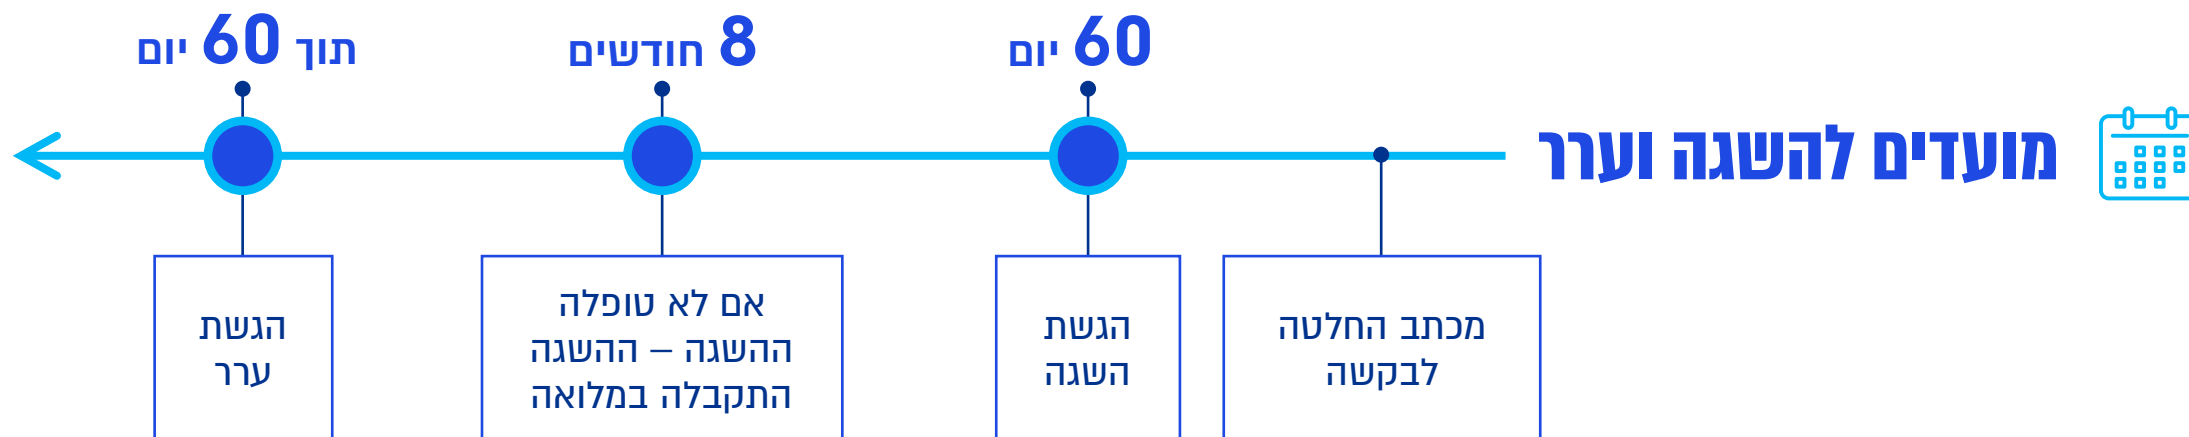 מועדים להשגה וערר
60 יום
8 חודשים
תוך 60 יום
מכתב החלטה
לבקשה
הגשת
השגה
אם לא טופלה
ההשגה – ההשגה
התקבלה במלואה
הגשת
ערר